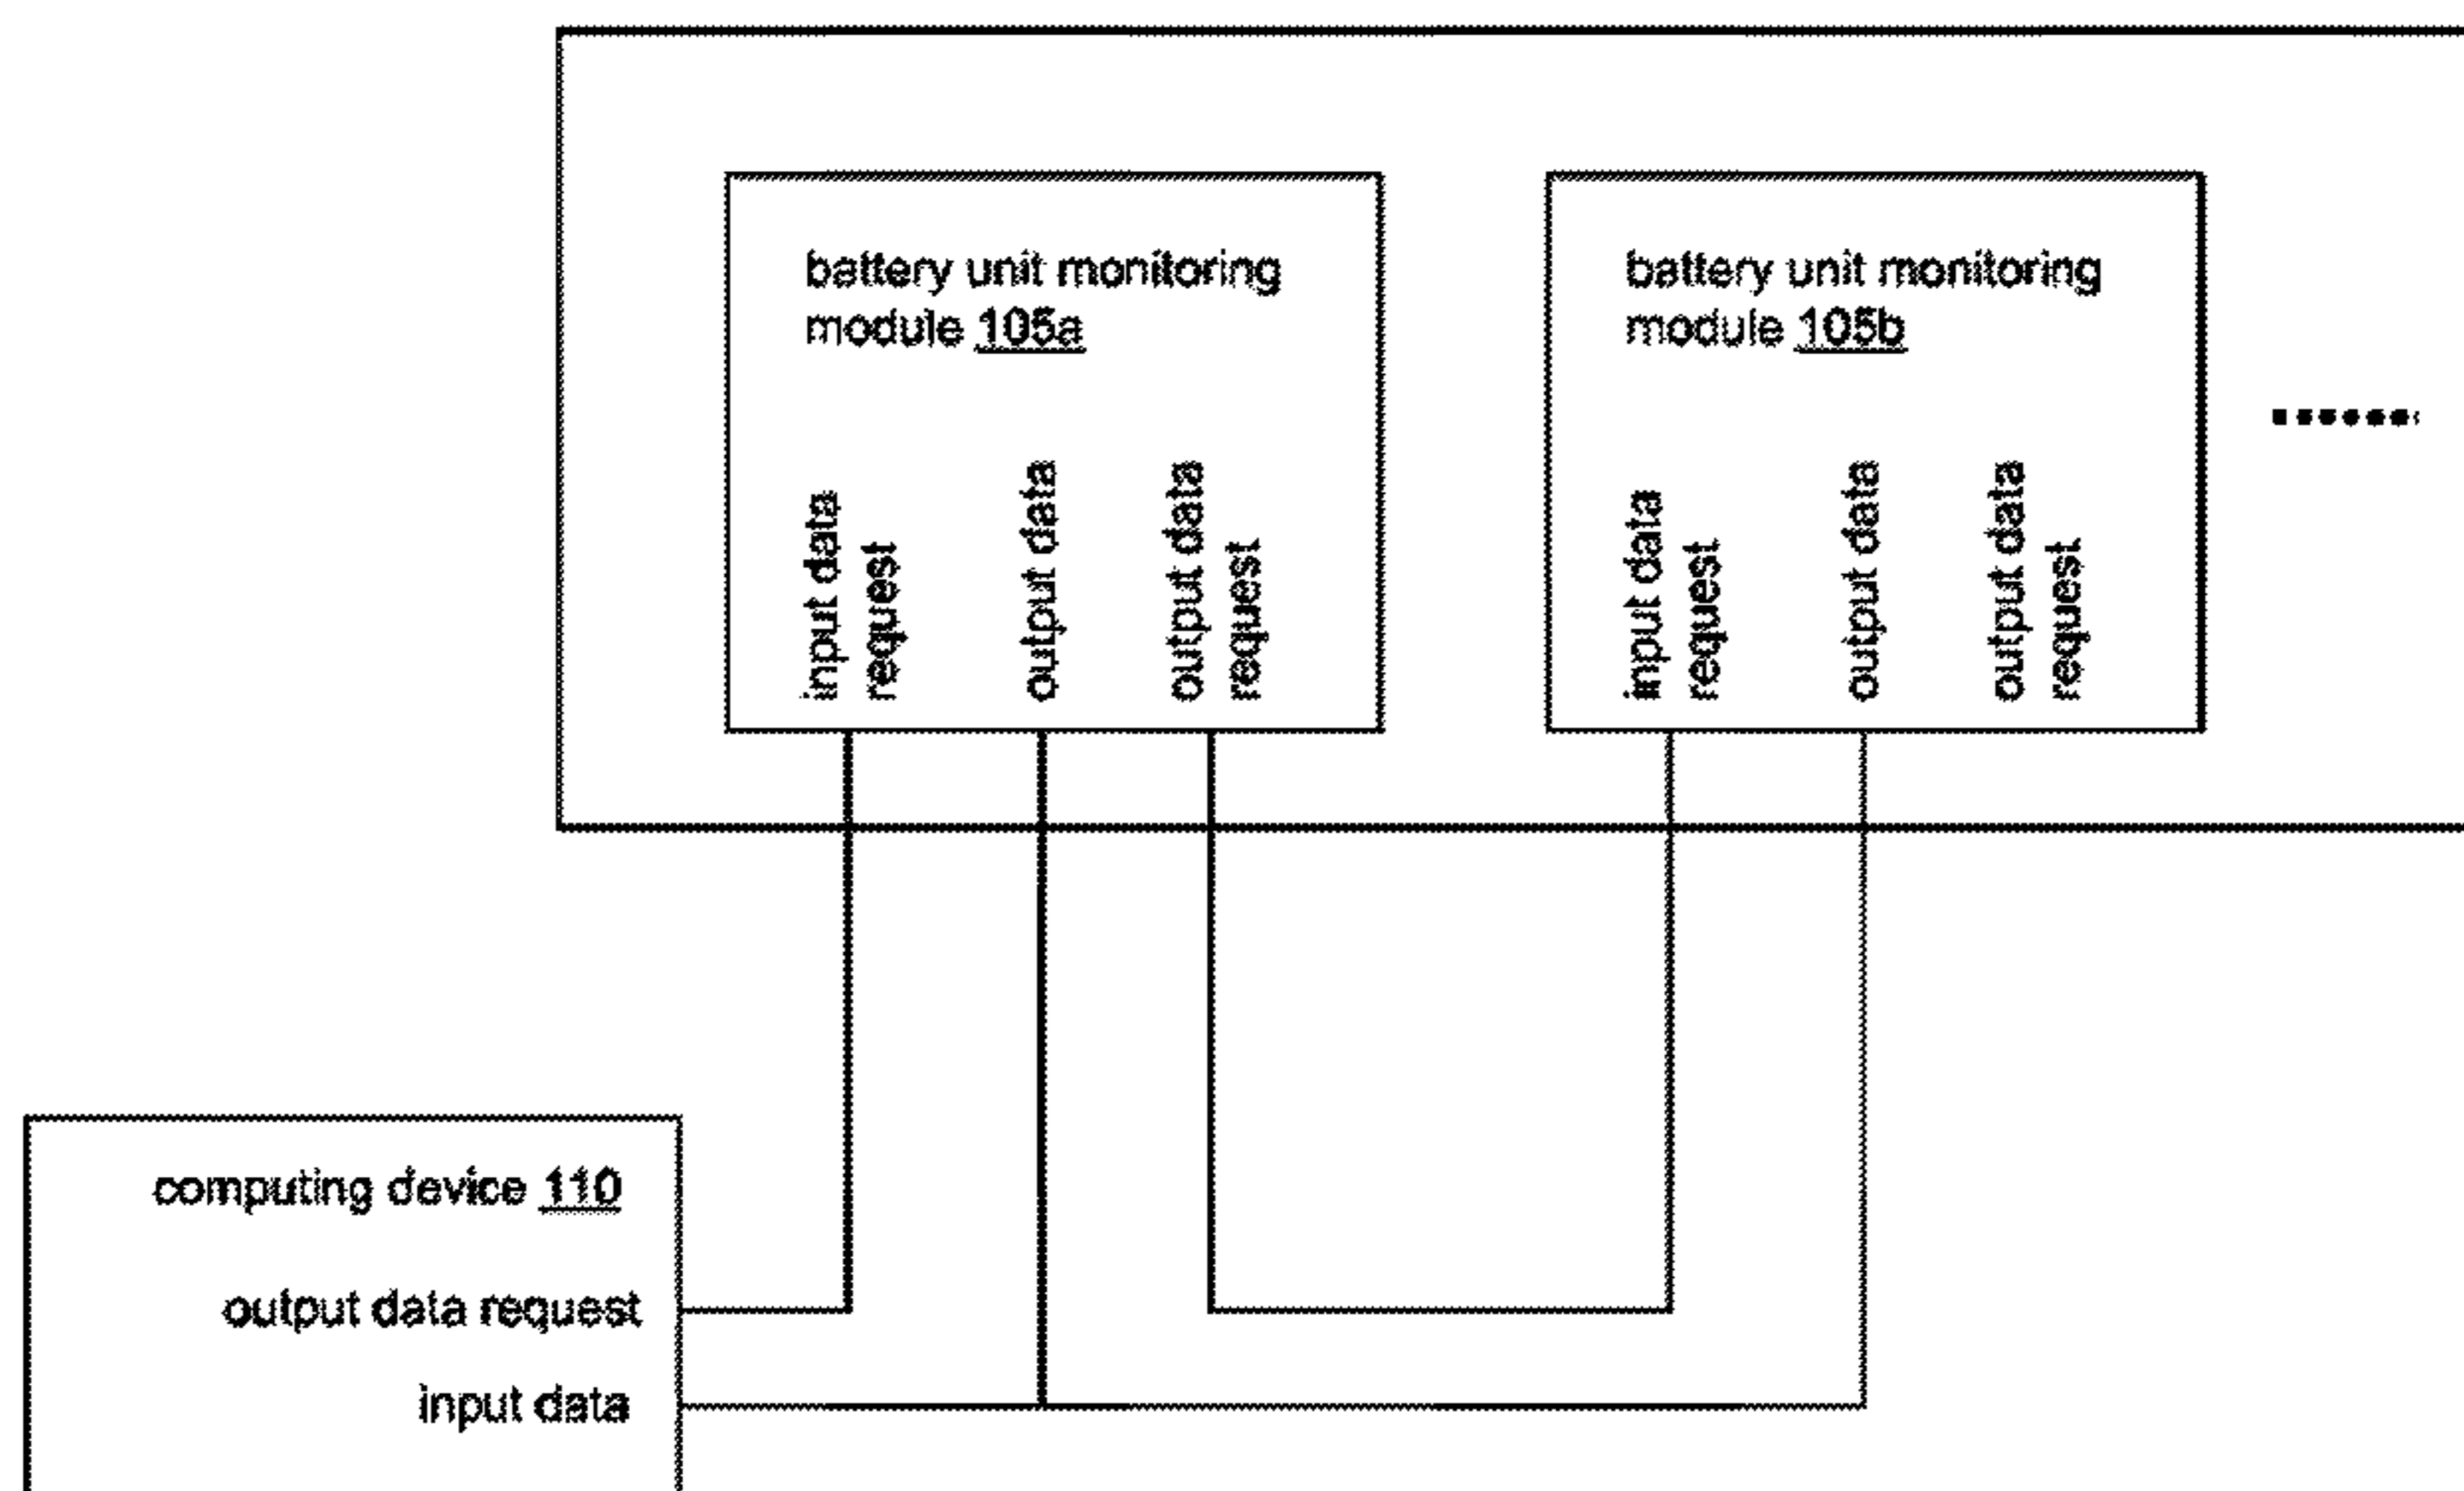 battery unit monitoring
module 105a
input data
request
output data
output data
request
battery unit monitoring
module 105b
input data
request
output data
output data
request
computing device 110
output data request
input data